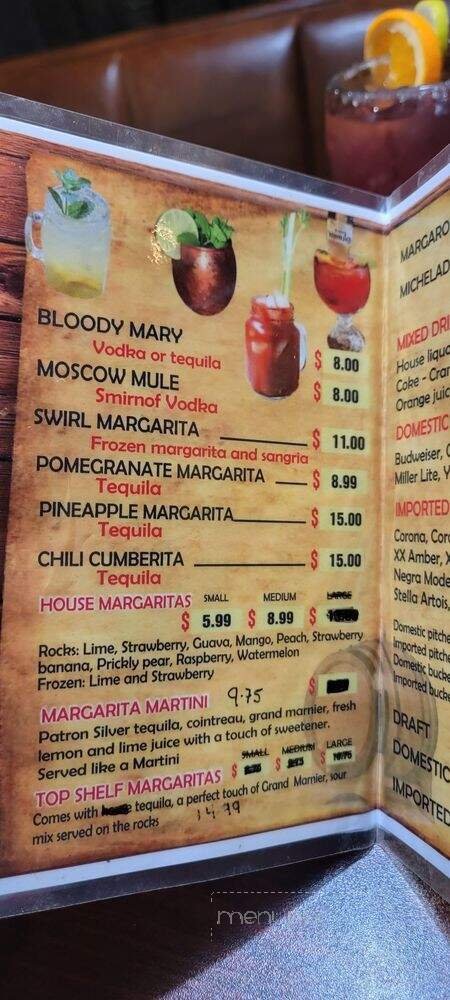 BLOODY MARY
Vodka or tequila $ 8.00
MOSCOW MULE
Smirnof Vodka $ 8.00
SWIRL MARGARITA $ 11.00
Frozen margarita and sangria
POMEGRANATE MARGARITA $ 8.99
Tequila
PINEAPPLE MARGARITA $ 15.00
Tequila
CHILI CUMBERITA $ 15.00
Tequila
HOUSE MARGARITAS SMALL MEDIUM LARGE
$ 5.99 $ 8.99 $
Rocks: Lime, Strawberry, Guava, Mango, Peach, Strawberry
banana, Prickly pear, Raspberry, Watermelon
Frozen: Lime and Strawberry
MARGARITA MARTINI 9.75 $
Patron Silver tequila, cointreau, grand marnier, fresh
lemon and lime juice with a touch of sweetener.
Served like a Martini
SMALL MEDIUM LARGE
TOP SHELF MARGARITAS $ $ $
Comes with tequila, a perfect touch of Grand Marnier, sour
mix served on the rocks 14.99
MARGARO
MICHELAD
MIXED DRI
House liquo
Coke - Cran
Orange juic
DOMESTIC
Budweiser, C
Miller Lite, Y
IMPORTED
Corona, Coro
XX Amber, X
Negra Mode
Stella Artois,
Domestic pitche
Imported pitche
Domestic bucke
Imported bucke
DRAFT
DOMESTIC
IMPORTED
menu